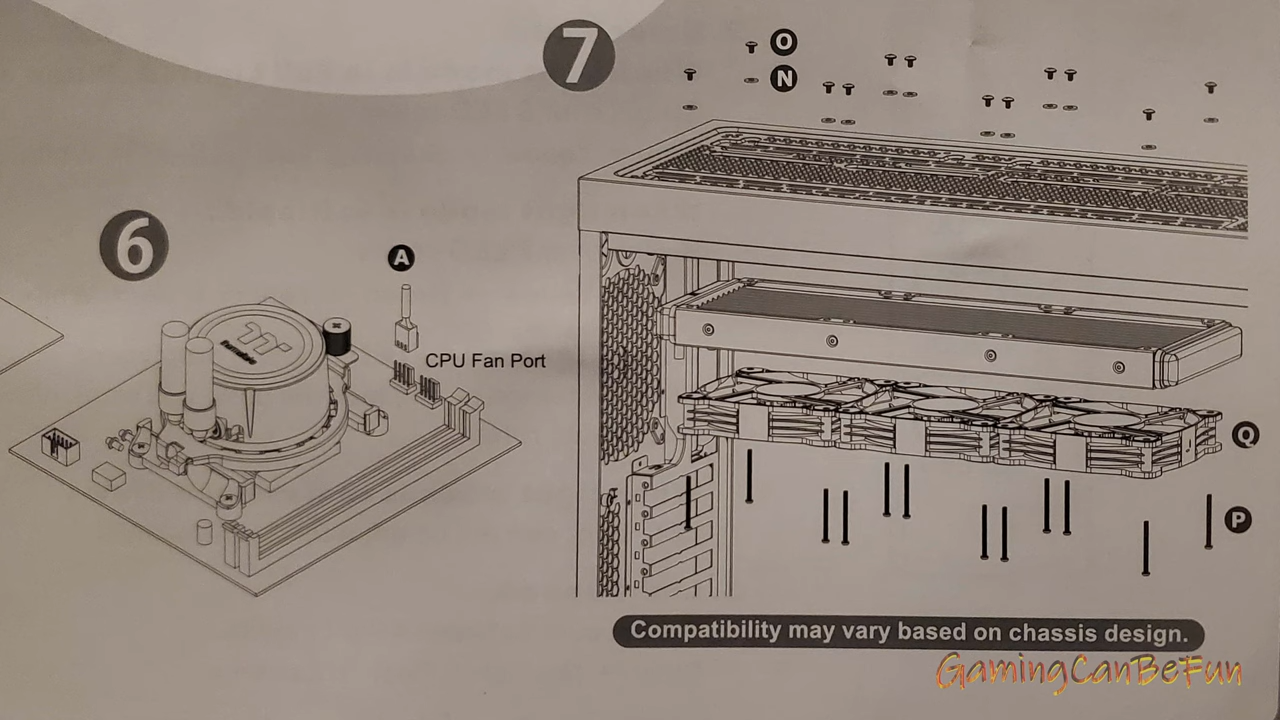 7
O
N
6
A
CPU Fan Port
Q
P
Compatibility may vary based on chassis design.
GamingCanBeFun